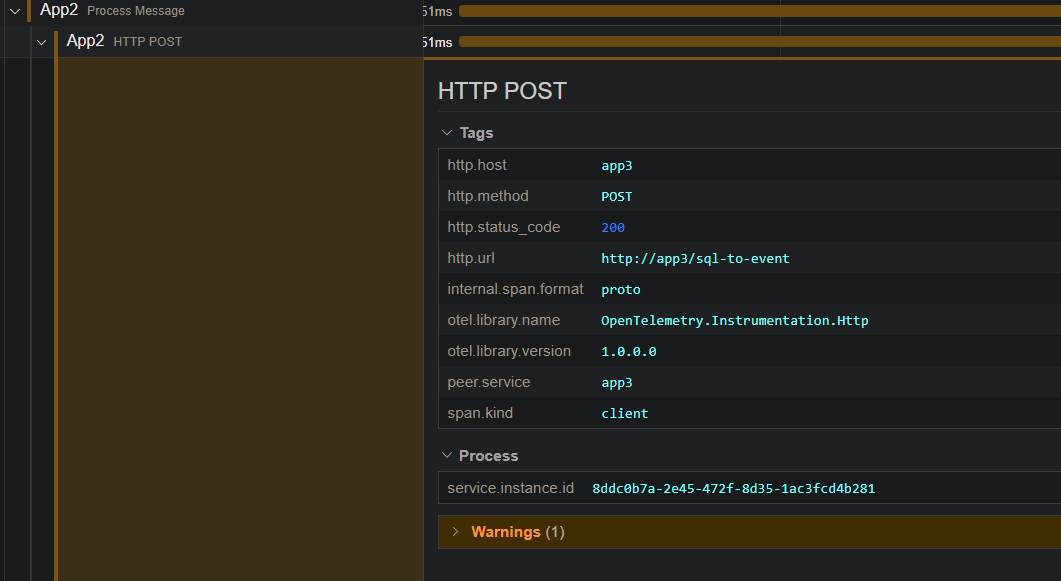 App2 Process Message 51ms
App2 HTTP POST 51ms
HTTP POST
Tags
http.host app3
http.method POST
http.status_code 200
http.url http://app3/sql-to-event
internal.span.format proto
otel.library.name OpenTelemetry.Instrumentation.Http
otel.library.version 1.0.0.0
peer.service app3
span.kind client
Process
service.instance.id 8ddc0b7a-2e45-472f-8d35-1ac3fcd4b281
Warnings (1)